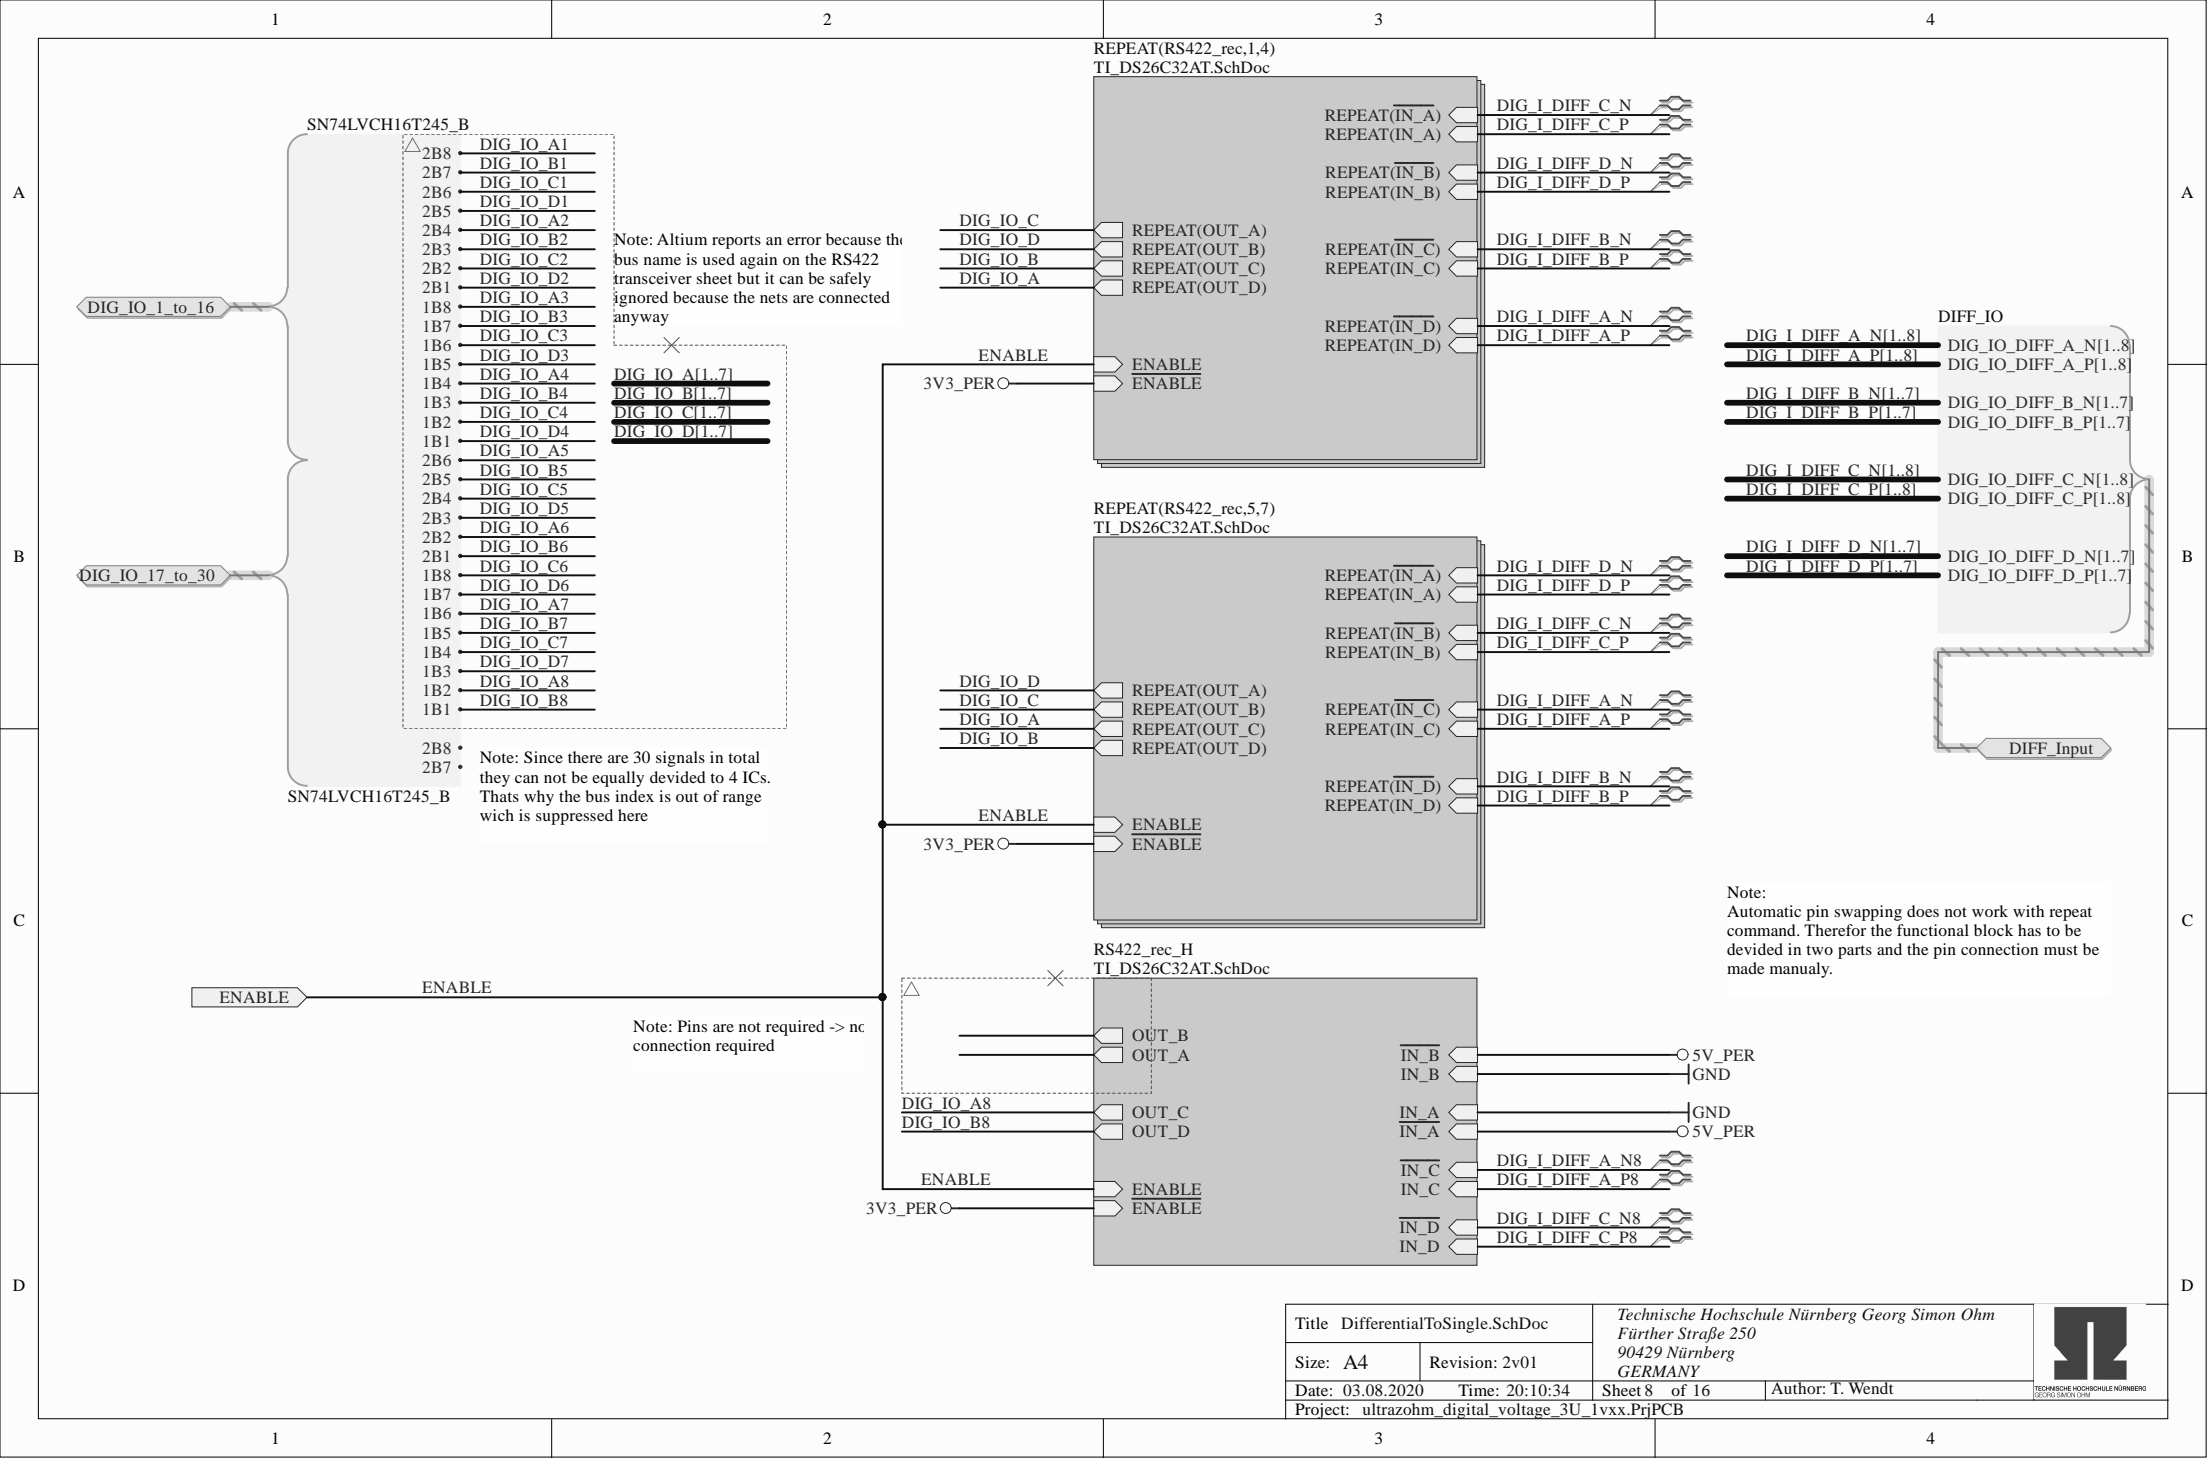 1 2 3 4
A
B
C
D
SN74LVCH16T245_B
2B8 DIG_IO_A1
2B7 DIG_IO_B1
2B6 DIG_IO_C1
2B5 DIG_IO_D1
2B4 DIG_IO_A2
2B3 DIG_IO_B2
2B2 DIG_IO_C2
2B1 DIG_IO_D2
1B8 DIG_IO_A3
1B7 DIG_IO_B3
1B6 DIG_IO_C3
1B5 DIG_IO_D3
1B4 DIG_IO_A4
1B3 DIG_IO_B4
1B2 DIG_IO_C4
1B1 DIG_IO_D4
2B6 DIG_IO_A5
2B5 DIG_IO_B5
2B4 DIG_IO_C5
2B3 DIG_IO_D5
2B2 DIG_IO_A6
2B1 DIG_IO_B6
1B8 DIG_IO_C6
1B7 DIG_IO_D6
1B6 DIG_IO_A7
1B5 DIG_IO_B7
1B4 DIG_IO_C7
1B3 DIG_IO_D7
1B2 DIG_IO_A8
1B1 DIG_IO_B8
2B8
2B7
SN74LVCH16T245_B
DIG_IO_1_to_16
DIG_IO_17_to_30
Note: Altium reports an error because the
bus name is used again on the RS422
transceiver sheet but it can be safely
ignored because the nets are connected
anyway
DIG_IO_A[1..7]
DIG_IO_B[1..7]
DIG_IO_C[1..7]
DIG_IO_D[1..7]
Note: Since there are 30 signals in total
they can not be equally devided to 4 ICs.
Thats why the bus index is out of range
wich is suppressed here
ENABLE ENABLE
Note: Pins are not required -> no
connection required
REPEAT(RS422_rec,1,4)
TI_DS26C32AT.SchDoc
REPEAT(IN_A) DIG_I_DIFF_C_N
REPEAT(IN_A) DIG_I_DIFF_C_P
REPEAT(IN_B) DIG_I_DIFF_D_N
REPEAT(IN_B) DIG_I_DIFF_D_P
DIG_IO_C REPEAT(OUT_A)
DIG_IO_D REPEAT(OUT_B)
DIG_IO_B REPEAT(OUT_C)
DIG_IO_A REPEAT(OUT_D)
REPEAT(IN_C) DIG_I_DIFF_B_N
REPEAT(IN_C) DIG_I_DIFF_B_P
REPEAT(IN_D) DIG_I_DIFF_A_N
REPEAT(IN_D) DIG_I_DIFF_A_P
ENABLE ENABLE
3V3_PER ENABLE
REPEAT(RS422_rec,5,7)
TI_DS26C32AT.SchDoc
REPEAT(IN_A) DIG_I_DIFF_D_N
REPEAT(IN_A) DIG_I_DIFF_D_P
REPEAT(IN_B) DIG_I_DIFF_C_N
REPEAT(IN_B) DIG_I_DIFF_C_P
DIG_IO_D REPEAT(OUT_A)
DIG_IO_C REPEAT(OUT_B)
DIG_IO_A REPEAT(OUT_C)
DIG_IO_B REPEAT(OUT_D)
REPEAT(IN_C) DIG_I_DIFF_A_N
REPEAT(IN_C) DIG_I_DIFF_A_P
REPEAT(IN_D) DIG_I_DIFF_B_N
REPEAT(IN_D) DIG_I_DIFF_B_P
ENABLE ENABLE
3V3_PER ENABLE
RS422_rec_H
TI_DS26C32AT.SchDoc
OUT_B
OUT_A
DIG_IO_A8 OUT_C
DIG_IO_B8 OUT_D
ENABLE ENABLE
3V3_PER ENABLE
IN_B 5V_PER
IN_B GND
IN_A GND
IN_A 5V_PER
IN_C DIG_I_DIFF_A_N8
IN_C DIG_I_DIFF_A_P8
IN_D DIG_I_DIFF_C_N8
IN_D DIG_I_DIFF_C_P8
DIFF_IO
DIG_I_DIFF_A_N[1..8] DIG_IO_DIFF_A_N[1..8]
DIG_I_DIFF_A_P[1..8] DIG_IO_DIFF_A_P[1..8]
DIG_I_DIFF_B_N[1..7] DIG_IO_DIFF_B_N[1..7]
DIG_I_DIFF_B_P[1..7] DIG_IO_DIFF_B_P[1..7]
DIG_I_DIFF_C_N[1..8] DIG_IO_DIFF_C_N[1..8]
DIG_I_DIFF_C_P[1..8] DIG_IO_DIFF_C_P[1..8]
DIG_I_DIFF_D_N[1..7] DIG_IO_DIFF_D_N[1..7]
DIG_I_DIFF_D_P[1..7] DIG_IO_DIFF_D_P[1..7]
DIFF_Input
Note:
Automatic pin swapping does not work with repeat
command. Therefor the functional block has to be
devided in two parts and the pin connection must be
made manualy.
A
B
C
D
Title DifferentialToSingle.SchDoc
Size: A4 Revision: 2v01
Date: 03.08.2020 Time: 20:10:34 Sheet 8 of 16 Author: T. Wendt
Project: ultrazohm_digital_voltage_3U_1vxx.PrjPCB
Technische Hochschule Nürnberg Georg Simon Ohm
Fürther Straße 250
90429 Nürnberg
GERMANY
TECHNISCHE HOCHSCHULE NÜRNBERG
GEORG SIMON OHM
1 2 3 4